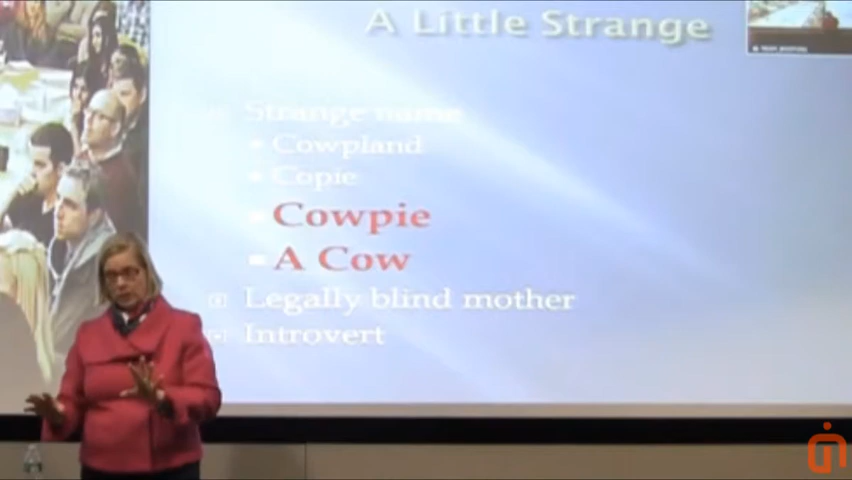 A Little Strange
Strange name
Cowpland
Copie
Cowpie
A Cow
Legally blind mother
Introvert